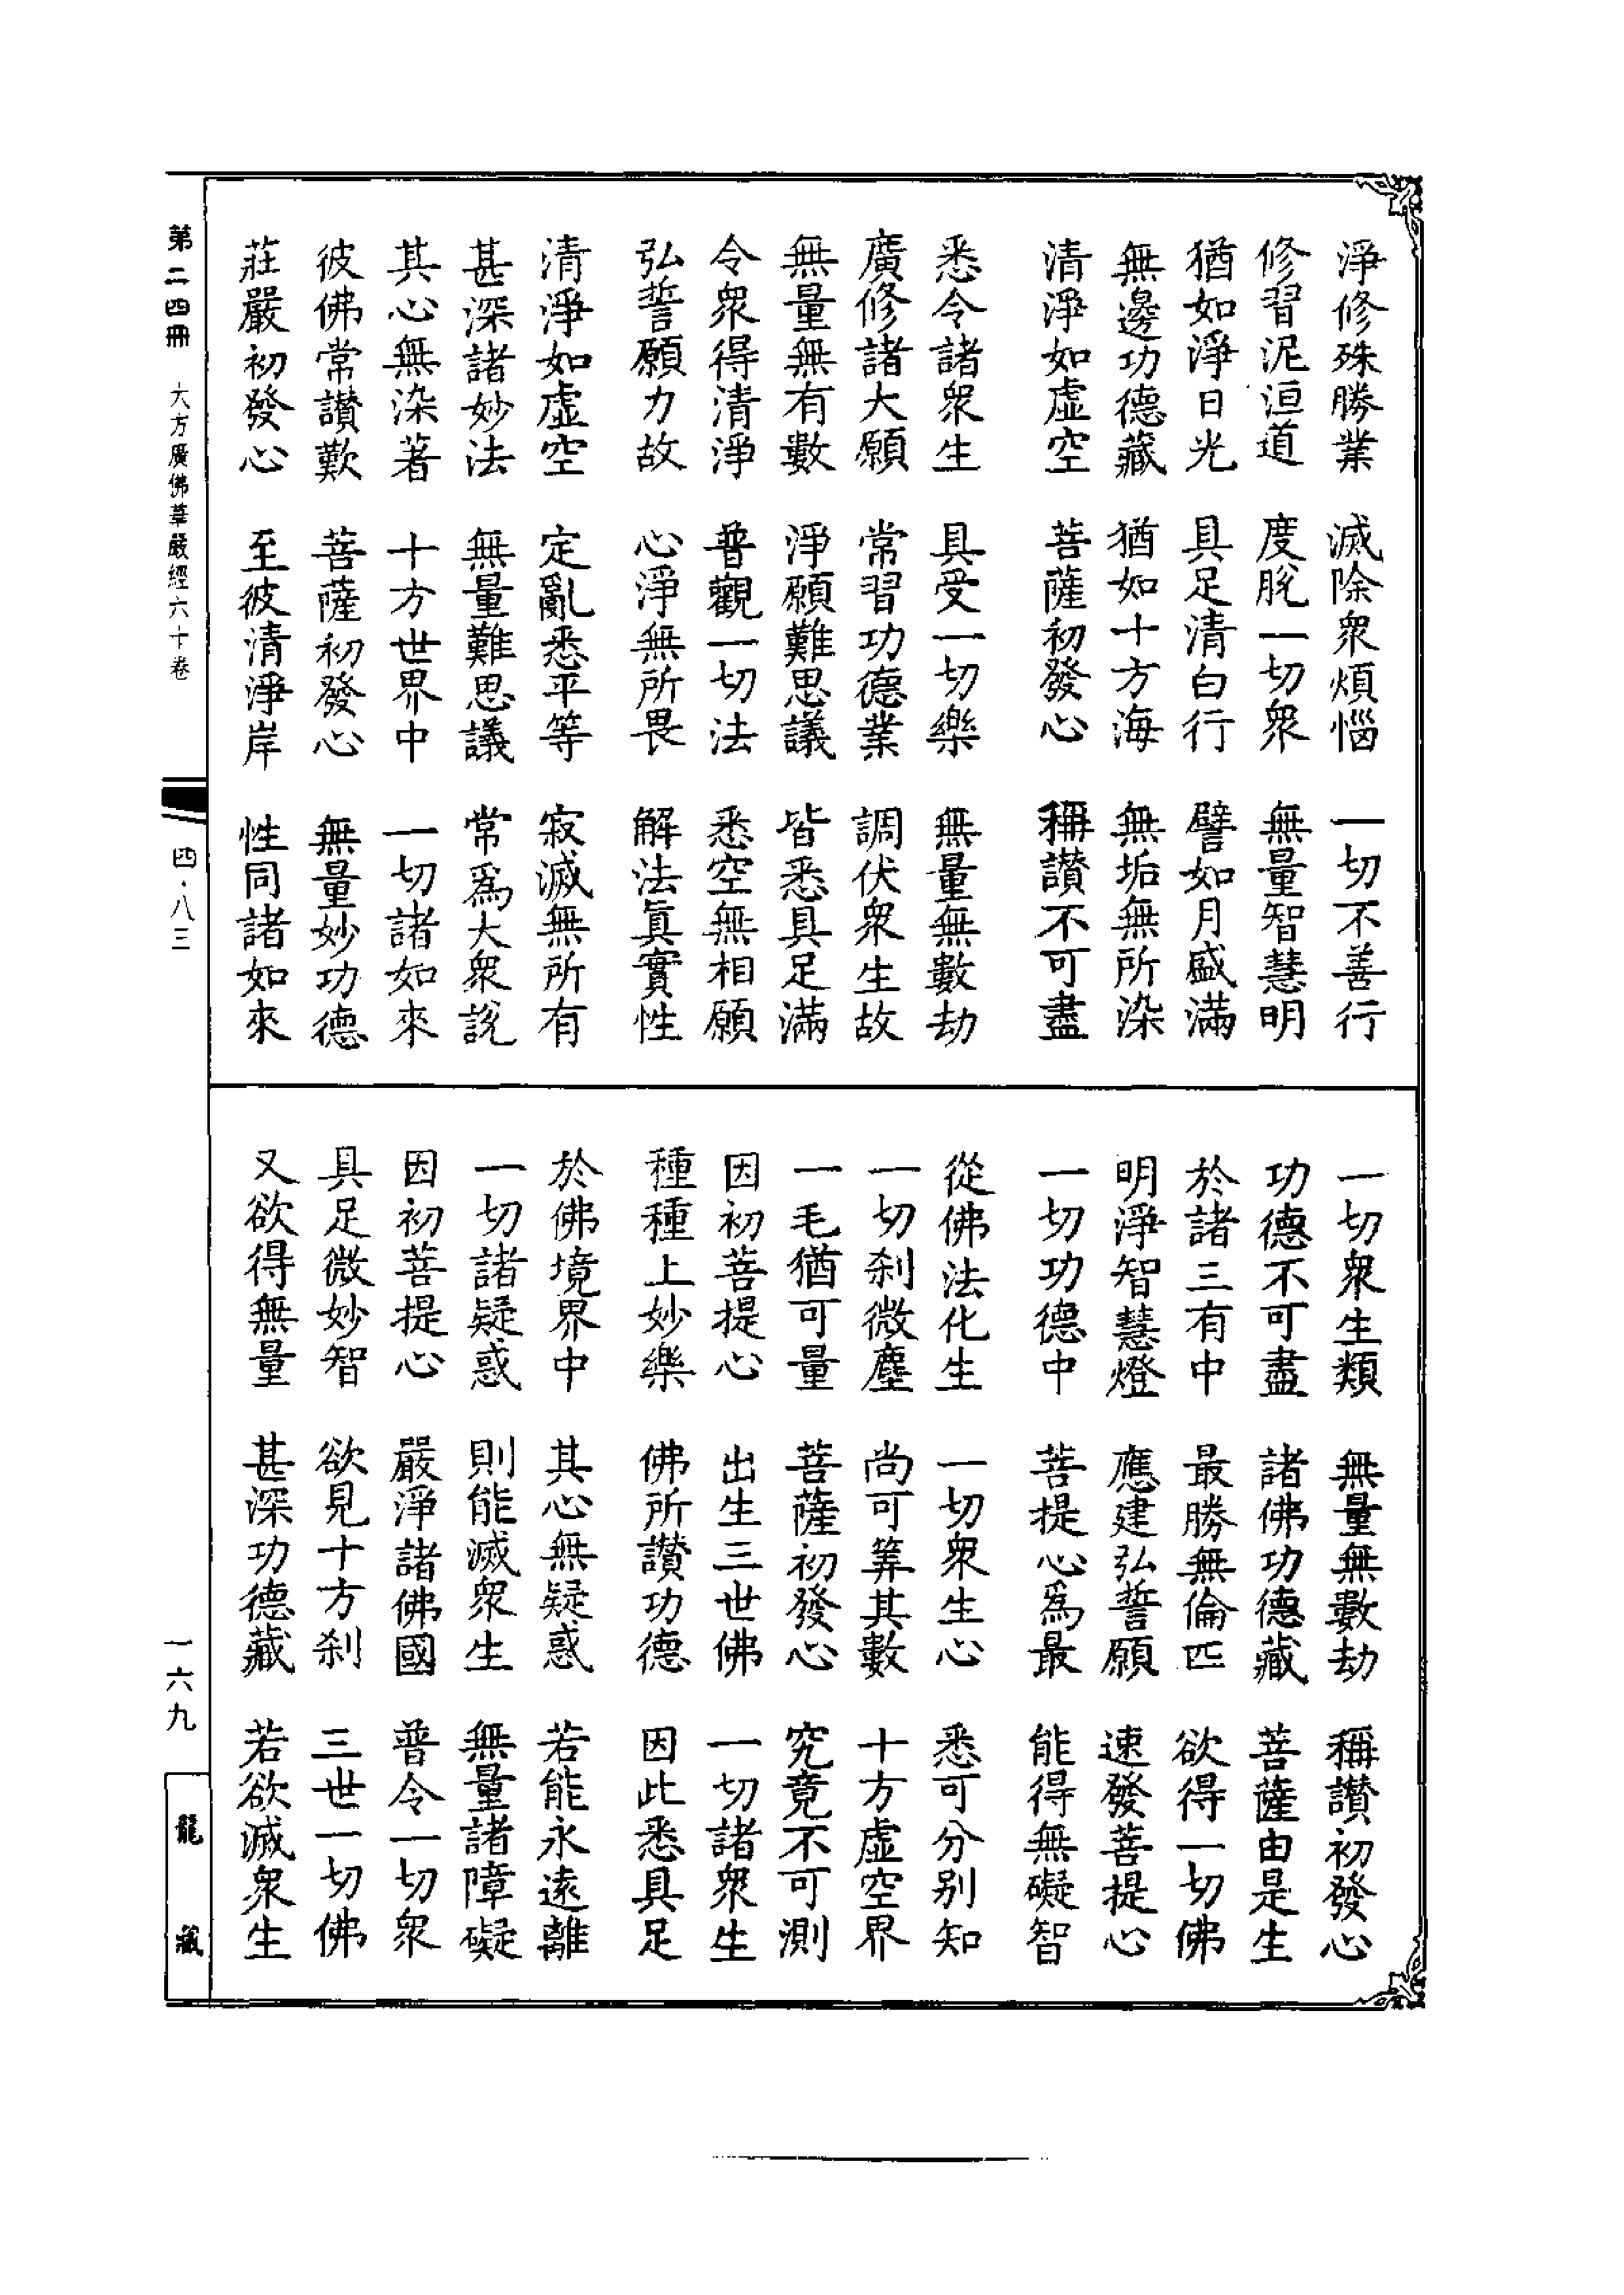 淨修殊勝業　滅除衆煩惱　一切不善行
修習泥洹道　度脫一切衆　無量智慧明
猶如淨日光　具足清白行　譬如月盛滿
無邊功德藏　猶如十方海　無垢無所染
清淨如虛空　菩薩初發心　稱讃不可盡
悉令諸衆生　具受一切樂　無量無數劫
廣修諸大願　常習功德業　調伏衆生故
無量無有數　淨願難思議　皆悉具足滿
令衆得清淨　普觀一切法　悉空無相願
弘誓願力故　心淨無所畏　解法眞實性
清淨如虛空　定亂悉平等　寂滅無所有
甚深諸妙法　無量難思議　常爲大衆說
其心無染著　十方世界中　一切諸如來
彼佛常讃歎　菩薩初發心　無量妙功德
莊嚴初發心　至彼清淨岸　性同諸如來
一切衆生類　無量無數劫　稱讃初發心
功德不可盡　諸佛功德藏　菩薩由是生
於諸三有中　最勝無倫匹　欲得一切佛
明淨智慧燈　應建弘誓願　速發菩提心
一切功德中　菩提心爲最　能得無礙智
從佛法化生　一切衆生心　悉可分別知
一切刹微塵　尚可筭其數　十方虛空界
一毛猶可量　菩薩初發心　究竟不可測
因初菩提心　出生三世佛　一切諸衆生
種種上妙樂　佛所讃功德　因此悉具足
於佛境界中　其心無疑惑　若能永遠離
一切諸疑惑　則能滅衆生　無量諸障礙
因初菩提心　嚴淨諸佛國　普令一切衆
具足微妙智　欲見十方刹　三世一切佛
又欲得無量　甚深功德藏　若欲滅衆生
第二四冊　大方廣佛華嚴經六十卷　四·八三　一六九　龍藏